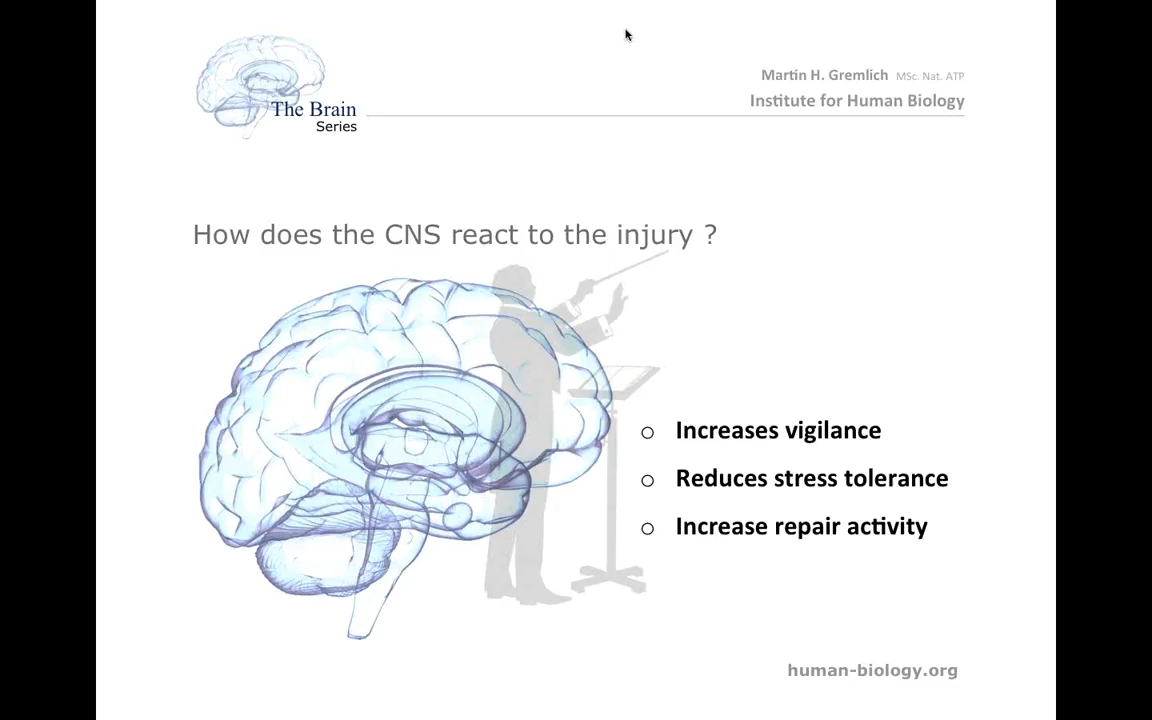 The Brain
Series
Martin H. Gremlich MSc. Nat. ATP
Institute for Human Biology
How does the CNS react to the injury ?
o Increases vigilance
o Reduces stress tolerance
o Increase repair activity
human-biology.org